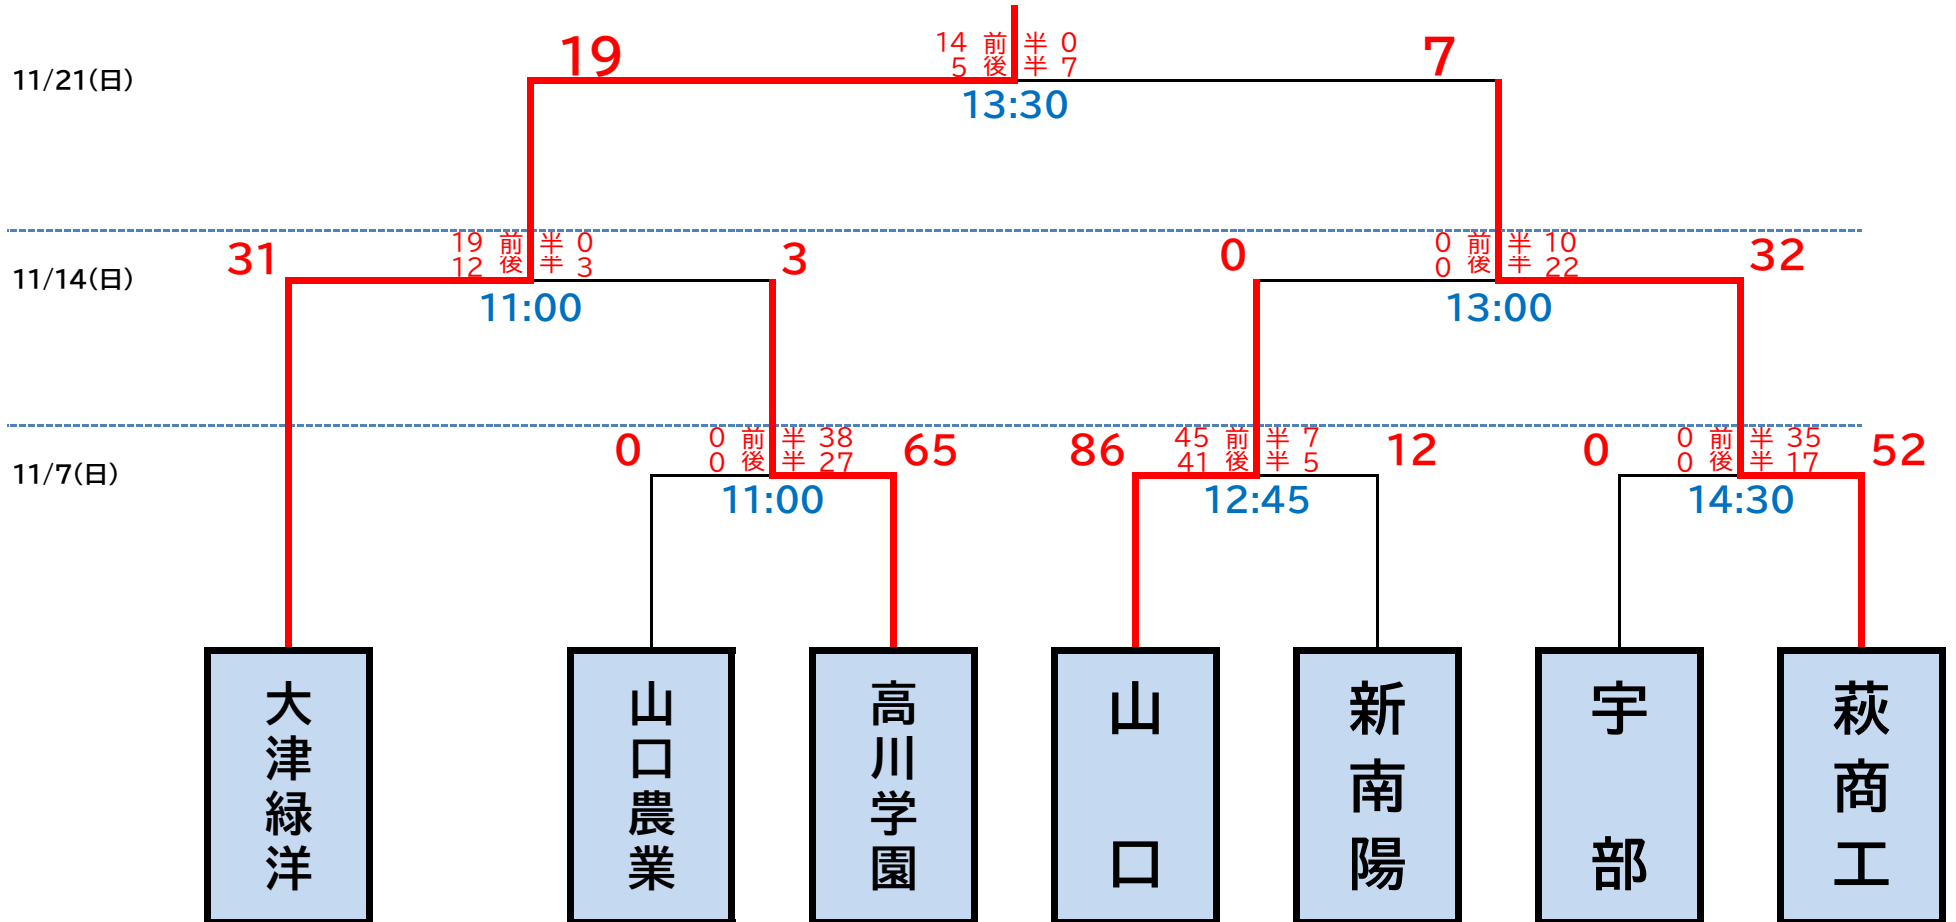 19
14 前半 0
5 後半 7
7
11/21(日)
13:30
31
19 前半 0
12 後半 3
3
0
0 前半 10
0 後半 22
32
11/14(日)
11:00
13:00
0
0 前半 38
0 後半 27
65
86
45 前半 7
41 後半 5
12
0
0 前半 35
0 後半 17
52
11/7(日)
11:00
12:45
14:30
大津緑洋
山口農業
高川学園
山口
新南陽
宇部
萩商工